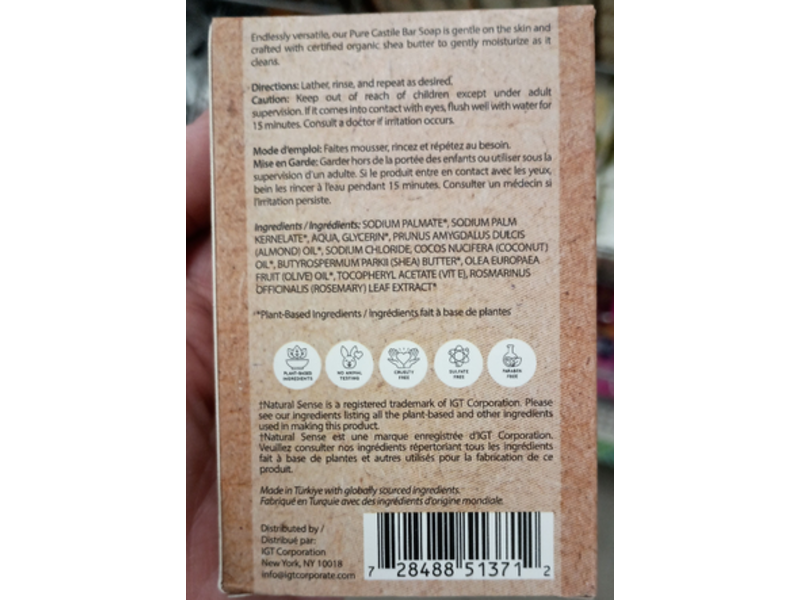 Endlessly versatile, our Pure Castile Bar Soap is gentle on the skin and
crafted with certified organic shea butter to gently moisturize as it
cleans.
Directions: Lather, rinse, and repeat as desired.
Caution: Keep out of reach of children except under adult
supervision. If it comes into contact with eyes, flush well with water for
15 minutes. Consult a doctor if irritation occurs.
Mode d'emploi: Faites mousser, rincez et répétez au besoin.
Mise en Garde: Garder hors de la portée des enfants ou utiliser sous la
supervision d'un adulte. Si le produit entre en contact avec les yeux,
bein les rincer à l'eau pendant 15 minutes. Consulter un médecin si
l'irritation persiste.
Ingredients / Ingrédients: SODIUM PALMATE*, SODIUM PALM
KERNELATE*, AQUA, GLYCERIN*, PRUNUS AMYGDALUS DULCIS
(ALMOND) OIL*, SODIUM CHLORIDE, COCOS NUCIFERA (COCONUT)
OIL*, BUTYROSPERMUM PARKII (SHEA) BUTTER*, OLEA EUROPAEA
FRUIT (OLIVE) OIL*, TOCOPHERYL ACETATE (VIT E), ROSMARINUS
OFFICINALIS (ROSEMARY) LEAF EXTRACT*
*Plant-Based Ingredients / Ingrédients fait à base de plantes
PLANT-BASED
INGREDIENTS
NO ANIMAL
TESTING
CRUELTY
FREE
SULFATE
FREE
PARABEN
FREE
†Natural Sense is a registered trademark of IGT Corporation. Please
see our ingredients listing all the plant-based and other ingredients
used in making this product.
†Natural Sense est une marque enregistrée d'IGT Corporation.
Veuillez consulter nos ingrédients répertoriant tous les ingrédients
fait à base de plantes et autres utilisés pour la fabrication de ce
produit.
Made in Türkiye with globally sourced ingredients.
Fabriqué en Turquie avec des ingrédients d'origine mondiale.
Distributed by /
Distribué par:
IGT Corporation
New York, NY 10018
info@igtcorporate.com
7 28488 51371 2